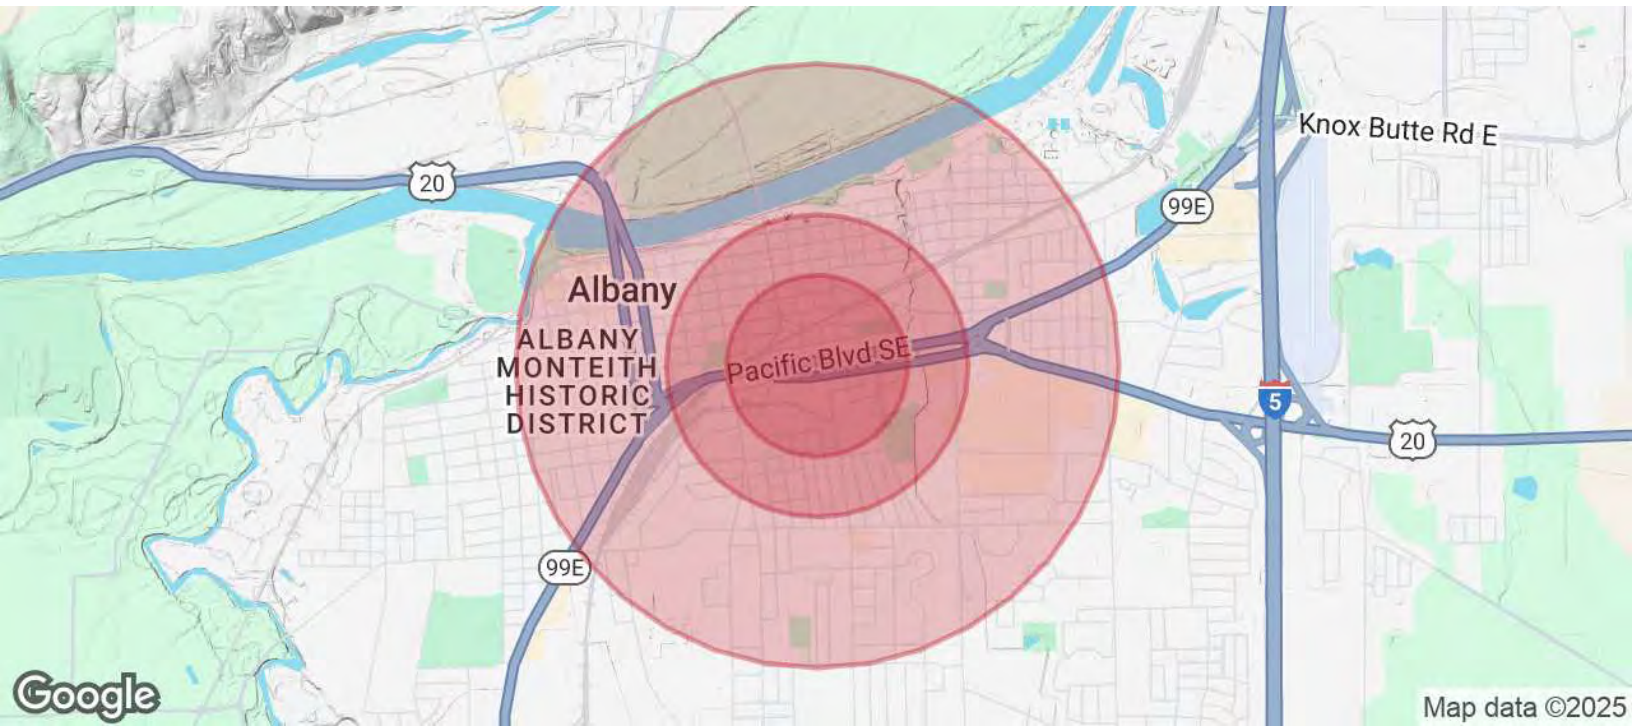 Knox Butte Rd E
20
99E
Albany
ALBANY
MONTEITH
HISTORIC
DISTRICT
Pacific Blvd SE
5
20
99E
Google
Map data ©2025